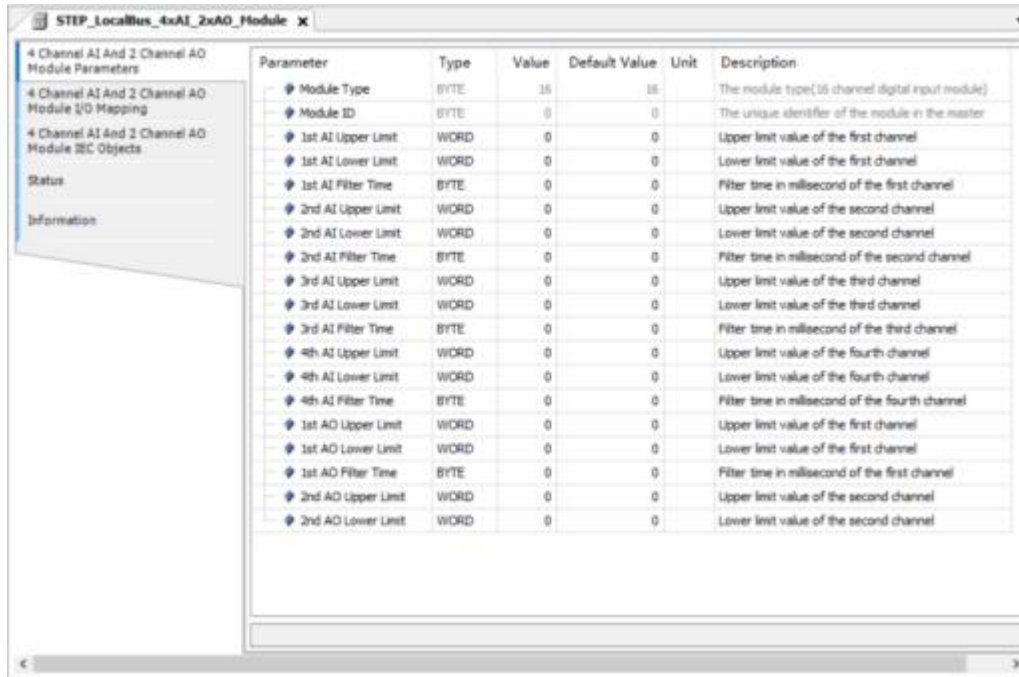 STEP_LocalBus_4xAI_2xAO_Module
4 Channel AI And 2 Channel AO
Module Parameters
4 Channel AI And 2 Channel AO
Module I/O Mapping
4 Channel AI And 2 Channel AO
Module IEC Objects
Status
Information
Parameter Type Value Default Value Unit Description
Module Type BYTE 16 16 The module type(16 channel digital input module)
Module ID BYTE 0 0 The unique identifier of the module in the master
1st AI Upper Limit WORD 0 0 Upper limit value of the first channel
1st AI Lower Limit WORD 0 0 Lower limit value of the first channel
1st AI Filter Time BYTE 0 0 Filter time in millisecond of the first channel
2nd AI Upper Limit WORD 0 0 Upper limit value of the second channel
2nd AI Lower Limit WORD 0 0 Lower limit value of the second channel
2nd AI Filter Time BYTE 0 0 Filter time in millisecond of the second channel
3rd AI Upper Limit WORD 0 0 Upper limit value of the third channel
3rd AI Lower Limit WORD 0 0 Lower limit value of the third channel
3rd AI Filter Time BYTE 0 0 Filter time in millisecond of the third channel
4th AI Upper Limit WORD 0 0 Upper limit value of the fourth channel
4th AI Lower Limit WORD 0 0 Lower limit value of the fourth channel
4th AI Filter Time BYTE 0 0 Filter time in millisecond of the fourth channel
1st AO Upper Limit WORD 0 0 Upper limit value of the first channel
1st AO Lower Limit WORD 0 0 Lower limit value of the first channel
1st AO Filter Time BYTE 0 0 Filter time in millisecond of the first channel
2nd AO Upper Limit WORD 0 0 Upper limit value of the second channel
2nd AO Lower Limit WORD 0 0 Lower limit value of the second channel